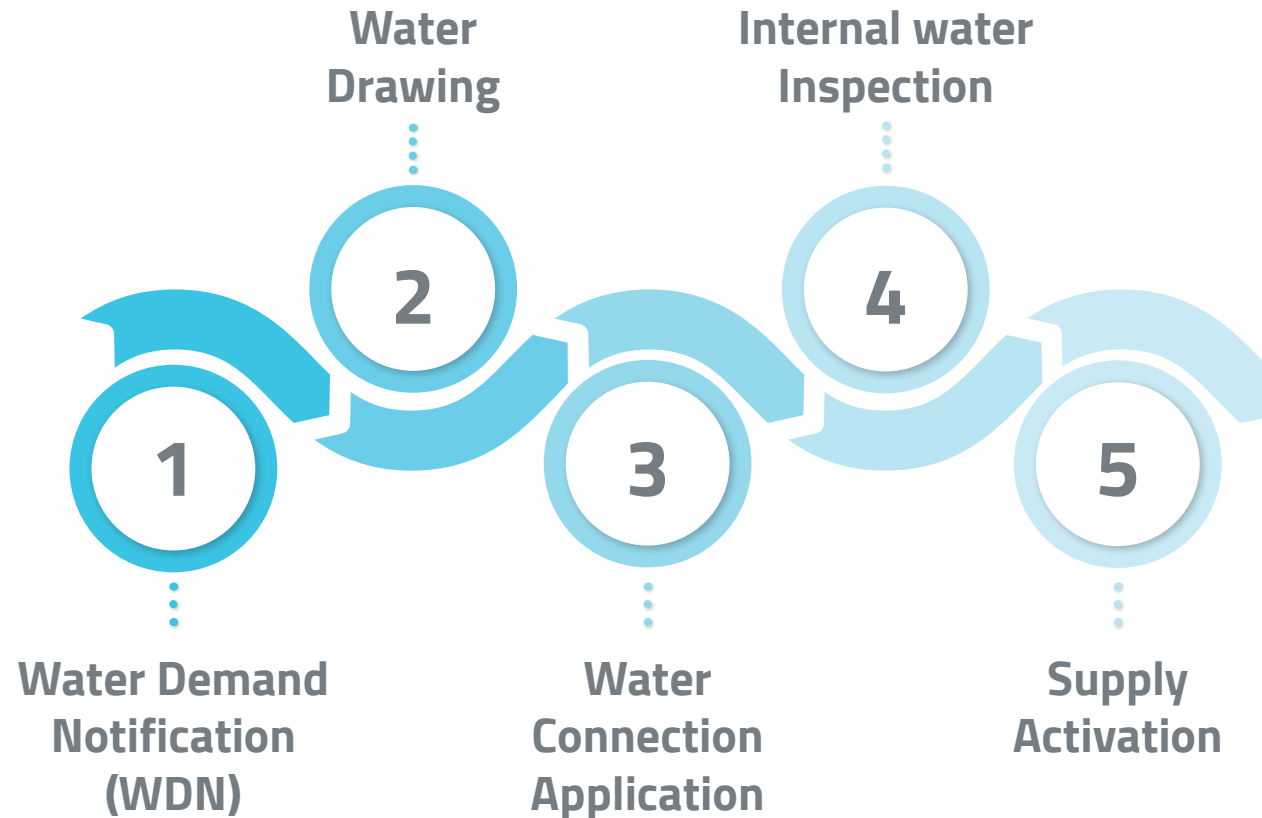 1
Water Demand
Notification
(WDN)
2
Water
Drawing
3
Water
Connection
Application
4
Internal water
Inspection
5
Supply
Activation